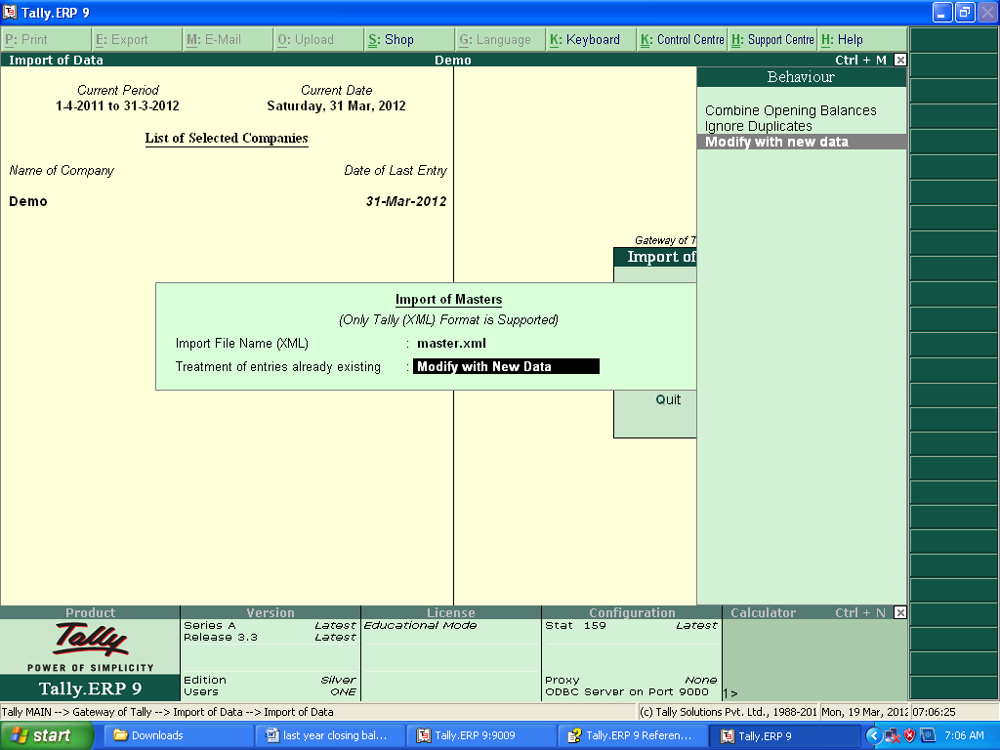 Tally.ERP 9
P: Print E: Export M: E-Mail O: Upload S: Shop G: Language K: Keyboard K: Control Centre H: Support Centre H: Help
Import of Data Demo Ctrl + M
Current Period Current Date
1-4-2011 to 31-3-2012 Saturday, 31 Mar, 2012
List of Selected Companies
Name of Company Date of Last Entry
Demo 31-Mar-2012
Behaviour
Combine Opening Balances
Ignore Duplicates
Modify with new data
Gateway of T
Import of
Import of Masters
(Only Tally (XML) Format is Supported)
Import File Name (XML) : master.xml
Treatment of entries already existing : Modify with New Data
Quit
Product Version License Configuration Calculator Ctrl + N
Tally
POWER OF SIMPLICITY
Tally.ERP 9
Series A Latest
Release 3.3 Latest
Edition Silver
Users ONE
Educational Mode
Stat 159 Latest
Proxy None
ODBC Server on Port 9000
1>
Tally MAIN --> Gateway of Tally --> Import of Data --> Import of Data (c) Tally Solutions Pvt. Ltd., 1988-201 Mon, 19 Mar, 2012 07:06:25
start Downloads last year closing bal... Tally.ERP 9:9009 Tally.ERP 9 Referen... Tally.ERP 9 7:06 AM